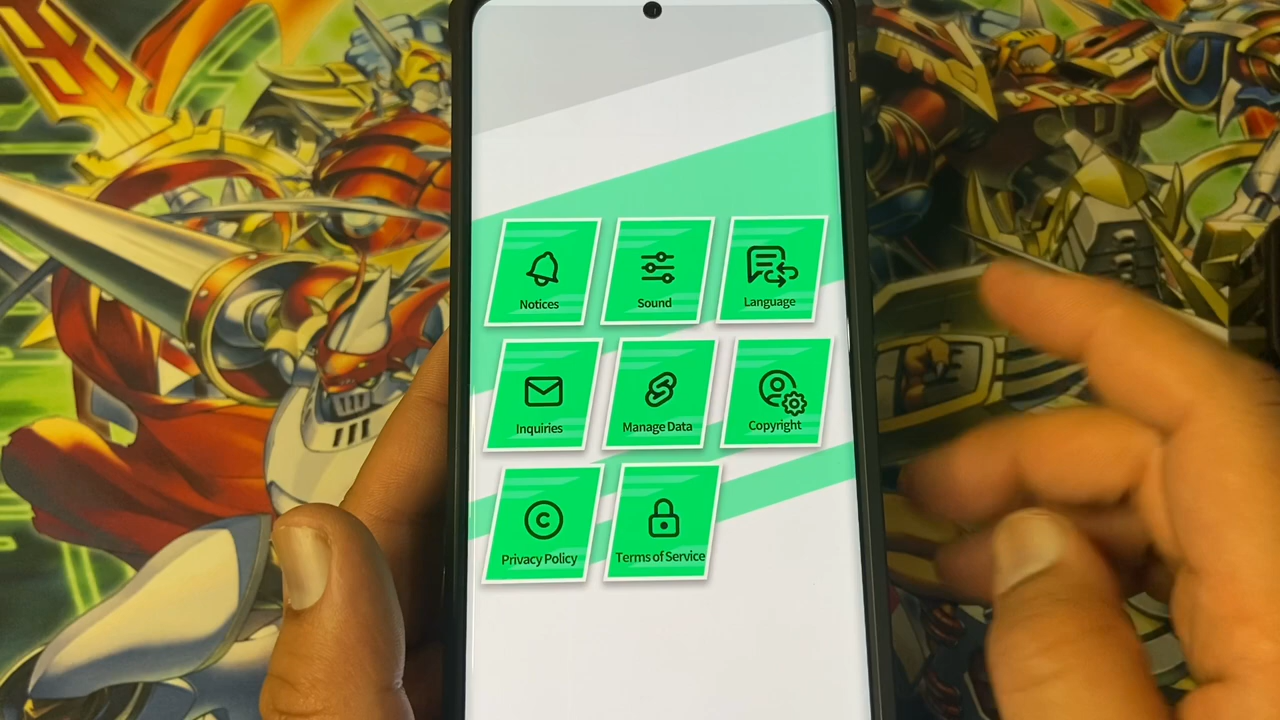 Notices
Sound
Language
Inquiries
Manage Data
Copyright
Privacy Policy
Terms of Service